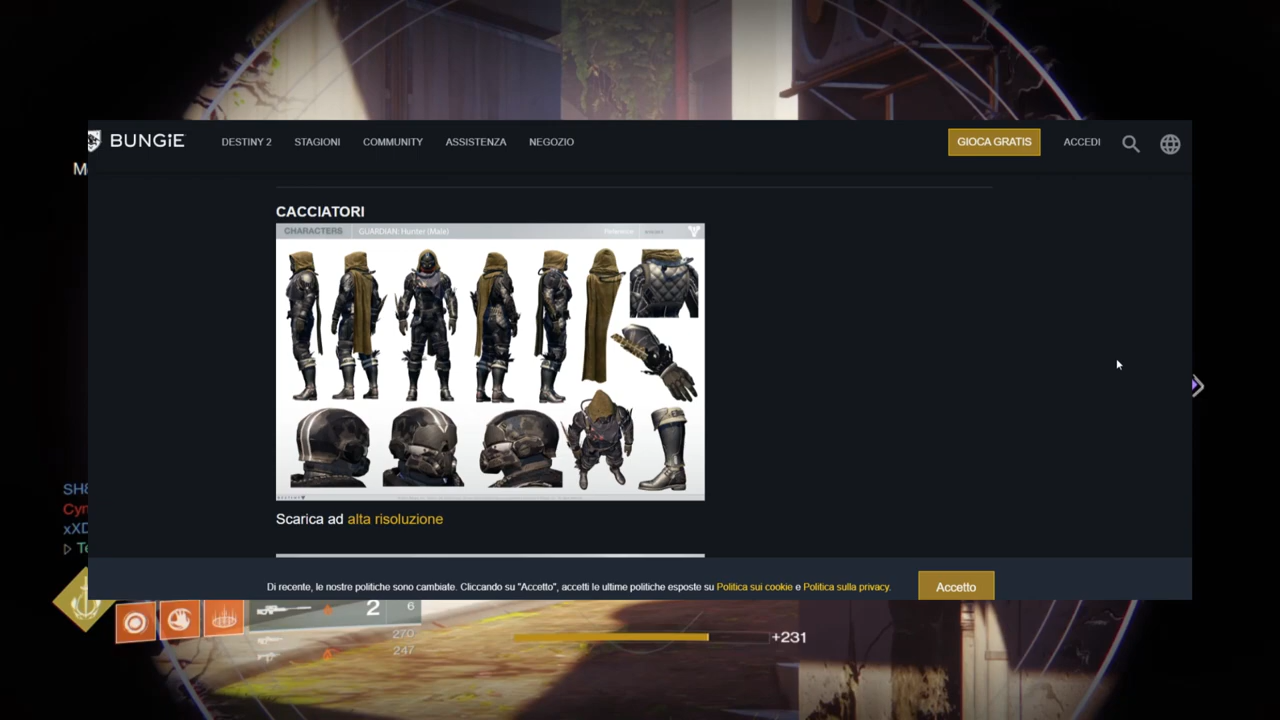 BUNGiE
DESTINY 2 STAGIONI COMMUNITY ASSISTENZA NEGOZIO
GIOCA GRATIS
ACCEDI
CACCIATORI
CHARACTERS GUARDIAN: Hunter (Male)
Scarica ad alta risoluzione
Di recente, le nostre politiche sono cambiate. Cliccando su "Accetto", accetti le ultime politiche esposte su Politica sui cookie e Politica sulla privacy.
Accetto
2 6
270
247
+231